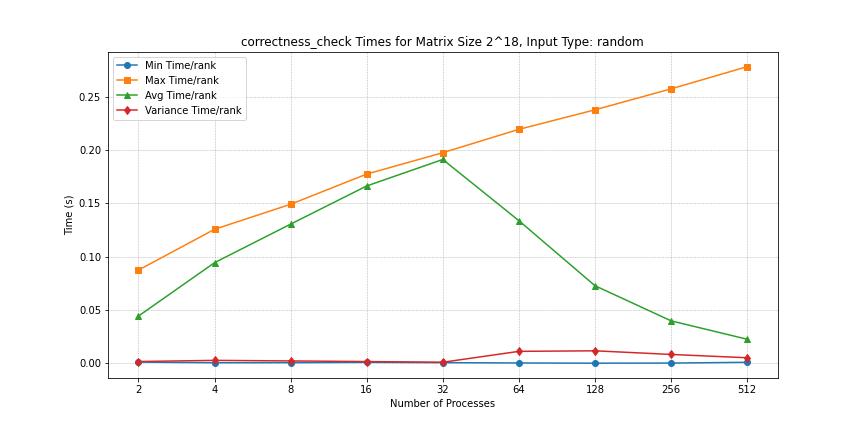 correctness_check Times for Matrix Size 2^18, Input Type: random
Min Time/rank
Max Time/rank
Avg Time/rank
Variance Time/rank
Time (s)
0.25
0.20
0.15
0.10
0.05
0.00
2 4 8 16 32 64 128 256 512
Number of Processes